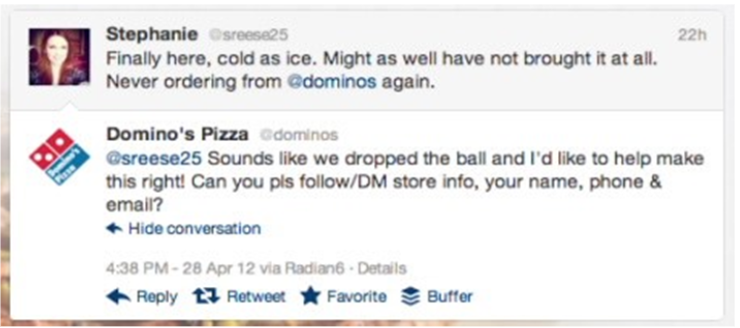 Stephanie @sreese25 22h
Finally here, cold as ice. Might as well have not brought it at all.
Never ordering from @dominos again.
Domino's Pizza @dominos
@sreese25 Sounds like we dropped the ball and I'd like to help make
this right! Can you pls follow/DM store info, your name, phone &
email?
Hide conversation
4:38 PM - 28 Apr 12 via Radian6 · Details
Reply Retweet Favorite Buffer
Domino's
Pizza